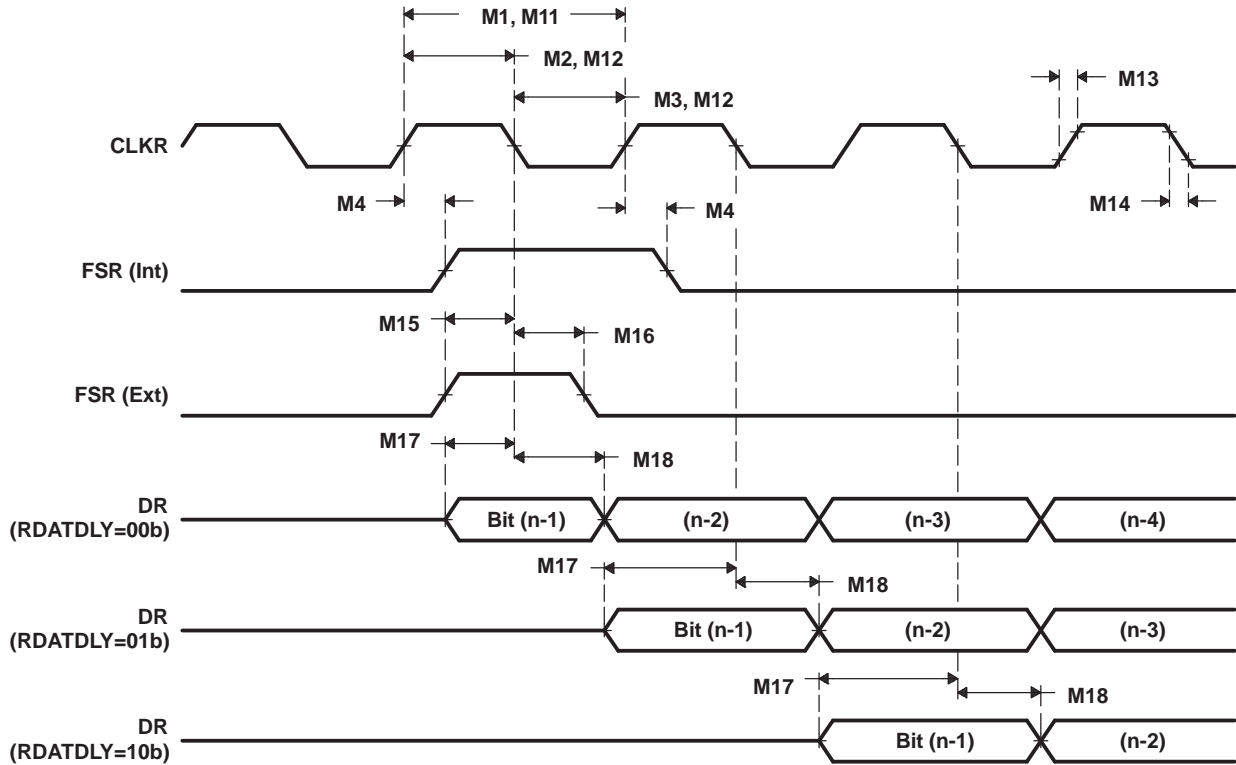 M1, M11
M2, M12
M13
M3, M12
CLKR
M4
M4
M14
FSR (Int)
M15
M16
FSR (Ext)
M17
M18
DR
(RDATDLY=00b)
Bit (n-1)
(n-2)
(n-3)
(n-4)
M17
M18
DR
(RDATDLY=01b)
Bit (n-1)
(n-2)
(n-3)
M17
M18
DR
(RDATDLY=10b)
Bit (n-1)
(n-2)